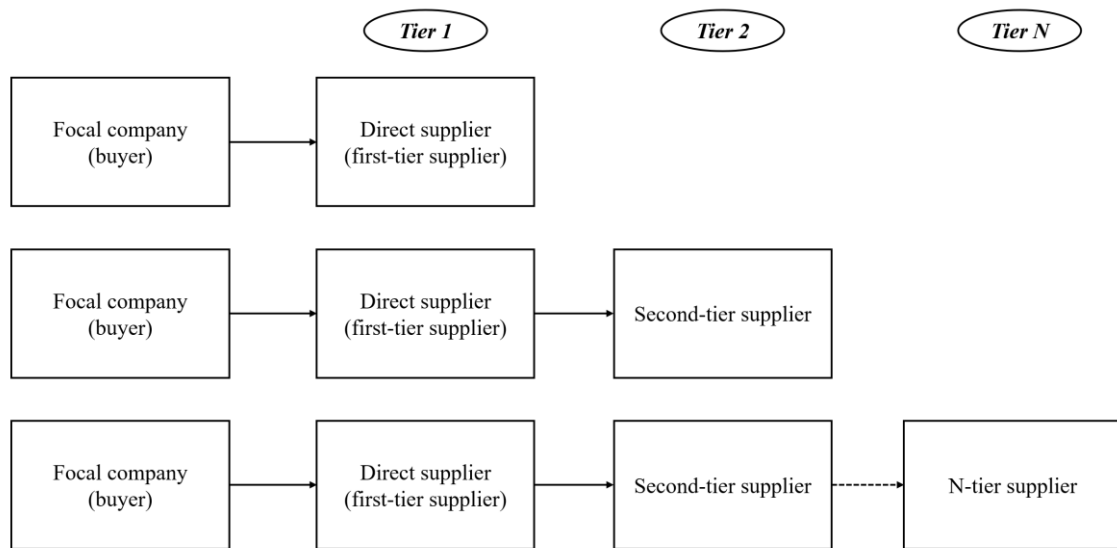 Tier 1
Tier 2
Tier N
Focal company
(buyer)
Direct supplier
(first-tier supplier)
Focal company
(buyer)
Direct supplier
(first-tier supplier)
Second-tier supplier
Focal company
(buyer)
Direct supplier
(first-tier supplier)
Second-tier supplier
N-tier supplier